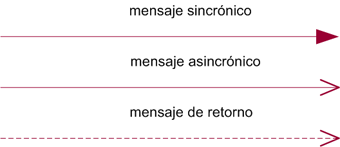 mensaje sincrónico
mensaje asincrónico
mensaje de retorno